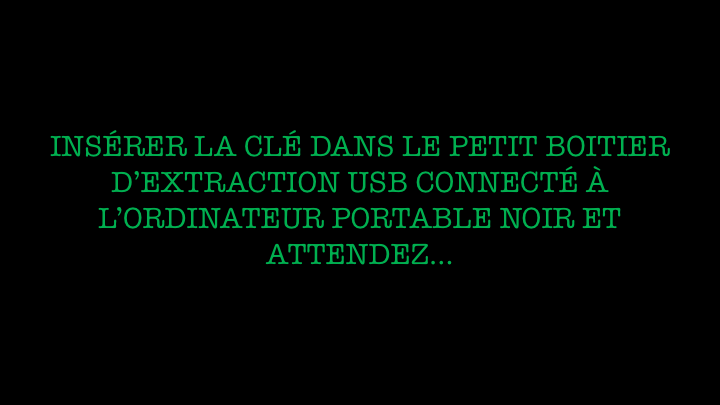 INSÉRER LA CLÉ DANS LE PETIT BOITIER
D'EXTRACTION USB CONNECTÉ À
L'ORDINATEUR PORTABLE NOIR ET
ATTENDEZ...